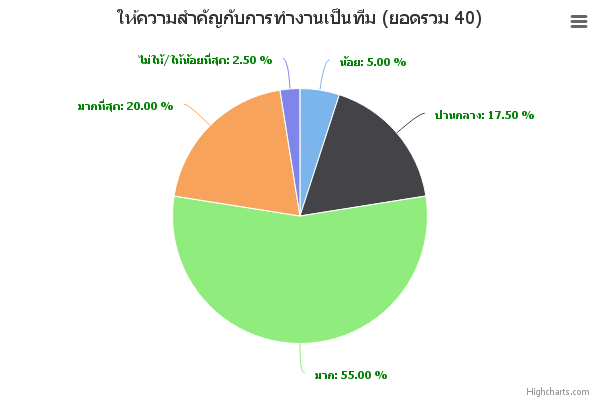 ให้ความสำคัญกับการทำงานเป็นทีม (ยอดรวม 40)
ไม่ให้/ให้น้อยที่สุด: 2.50 %
น้อย: 5.00 %
มากที่สุด: 20.00 %
ปานกลาง: 17.50 %
มาก: 55.00 %
Highcharts.com